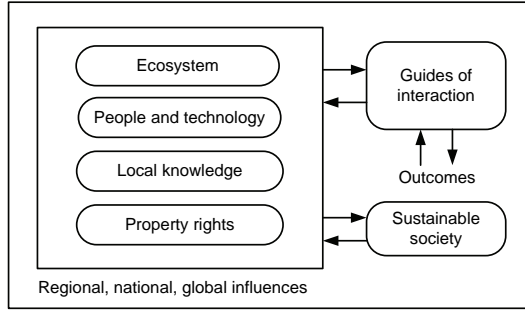 Ecosystem
People and technology
Local knowledge
Property rights
Guides of
interaction
Outcomes
Sustainable
society
Regional, national, global influences